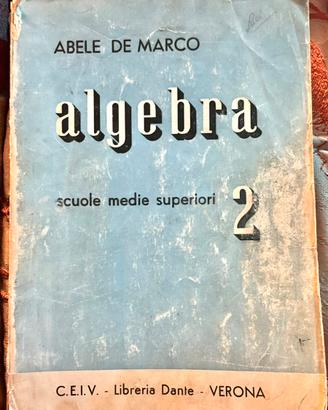 ABELE DE MARCO
algebra
scuole medie superiori 2
C.E.I.V. - Libreria Dante - VERONA